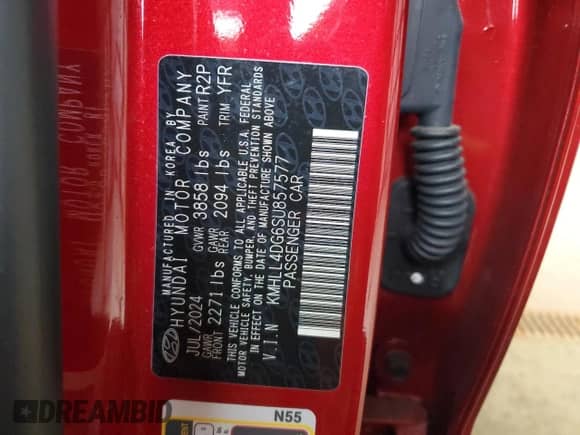 MANUFACTURED IN KOREA BY
HYUNDAI MOTOR COMPANY
JUL/2024 GVWR 3858 lbs PAINT R2P
GAWR FRONT 2271 lbs GAWR REAR 2094 lbs TRIM YFR
THIS VEHICLE CONFORMS TO ALL APPLICABLE U.S.A. FEDERAL
MOTOR VEHICLE SAFETY, BUMPER, AND THEFT PREVENTION STANDARDS
IN EFFECT ON THE DATE OF MANUFACTURE SHOWN ABOVE
V.I.N KMHLL4DG6SU857577
PASSENGER CAR
N55
DREAMBID